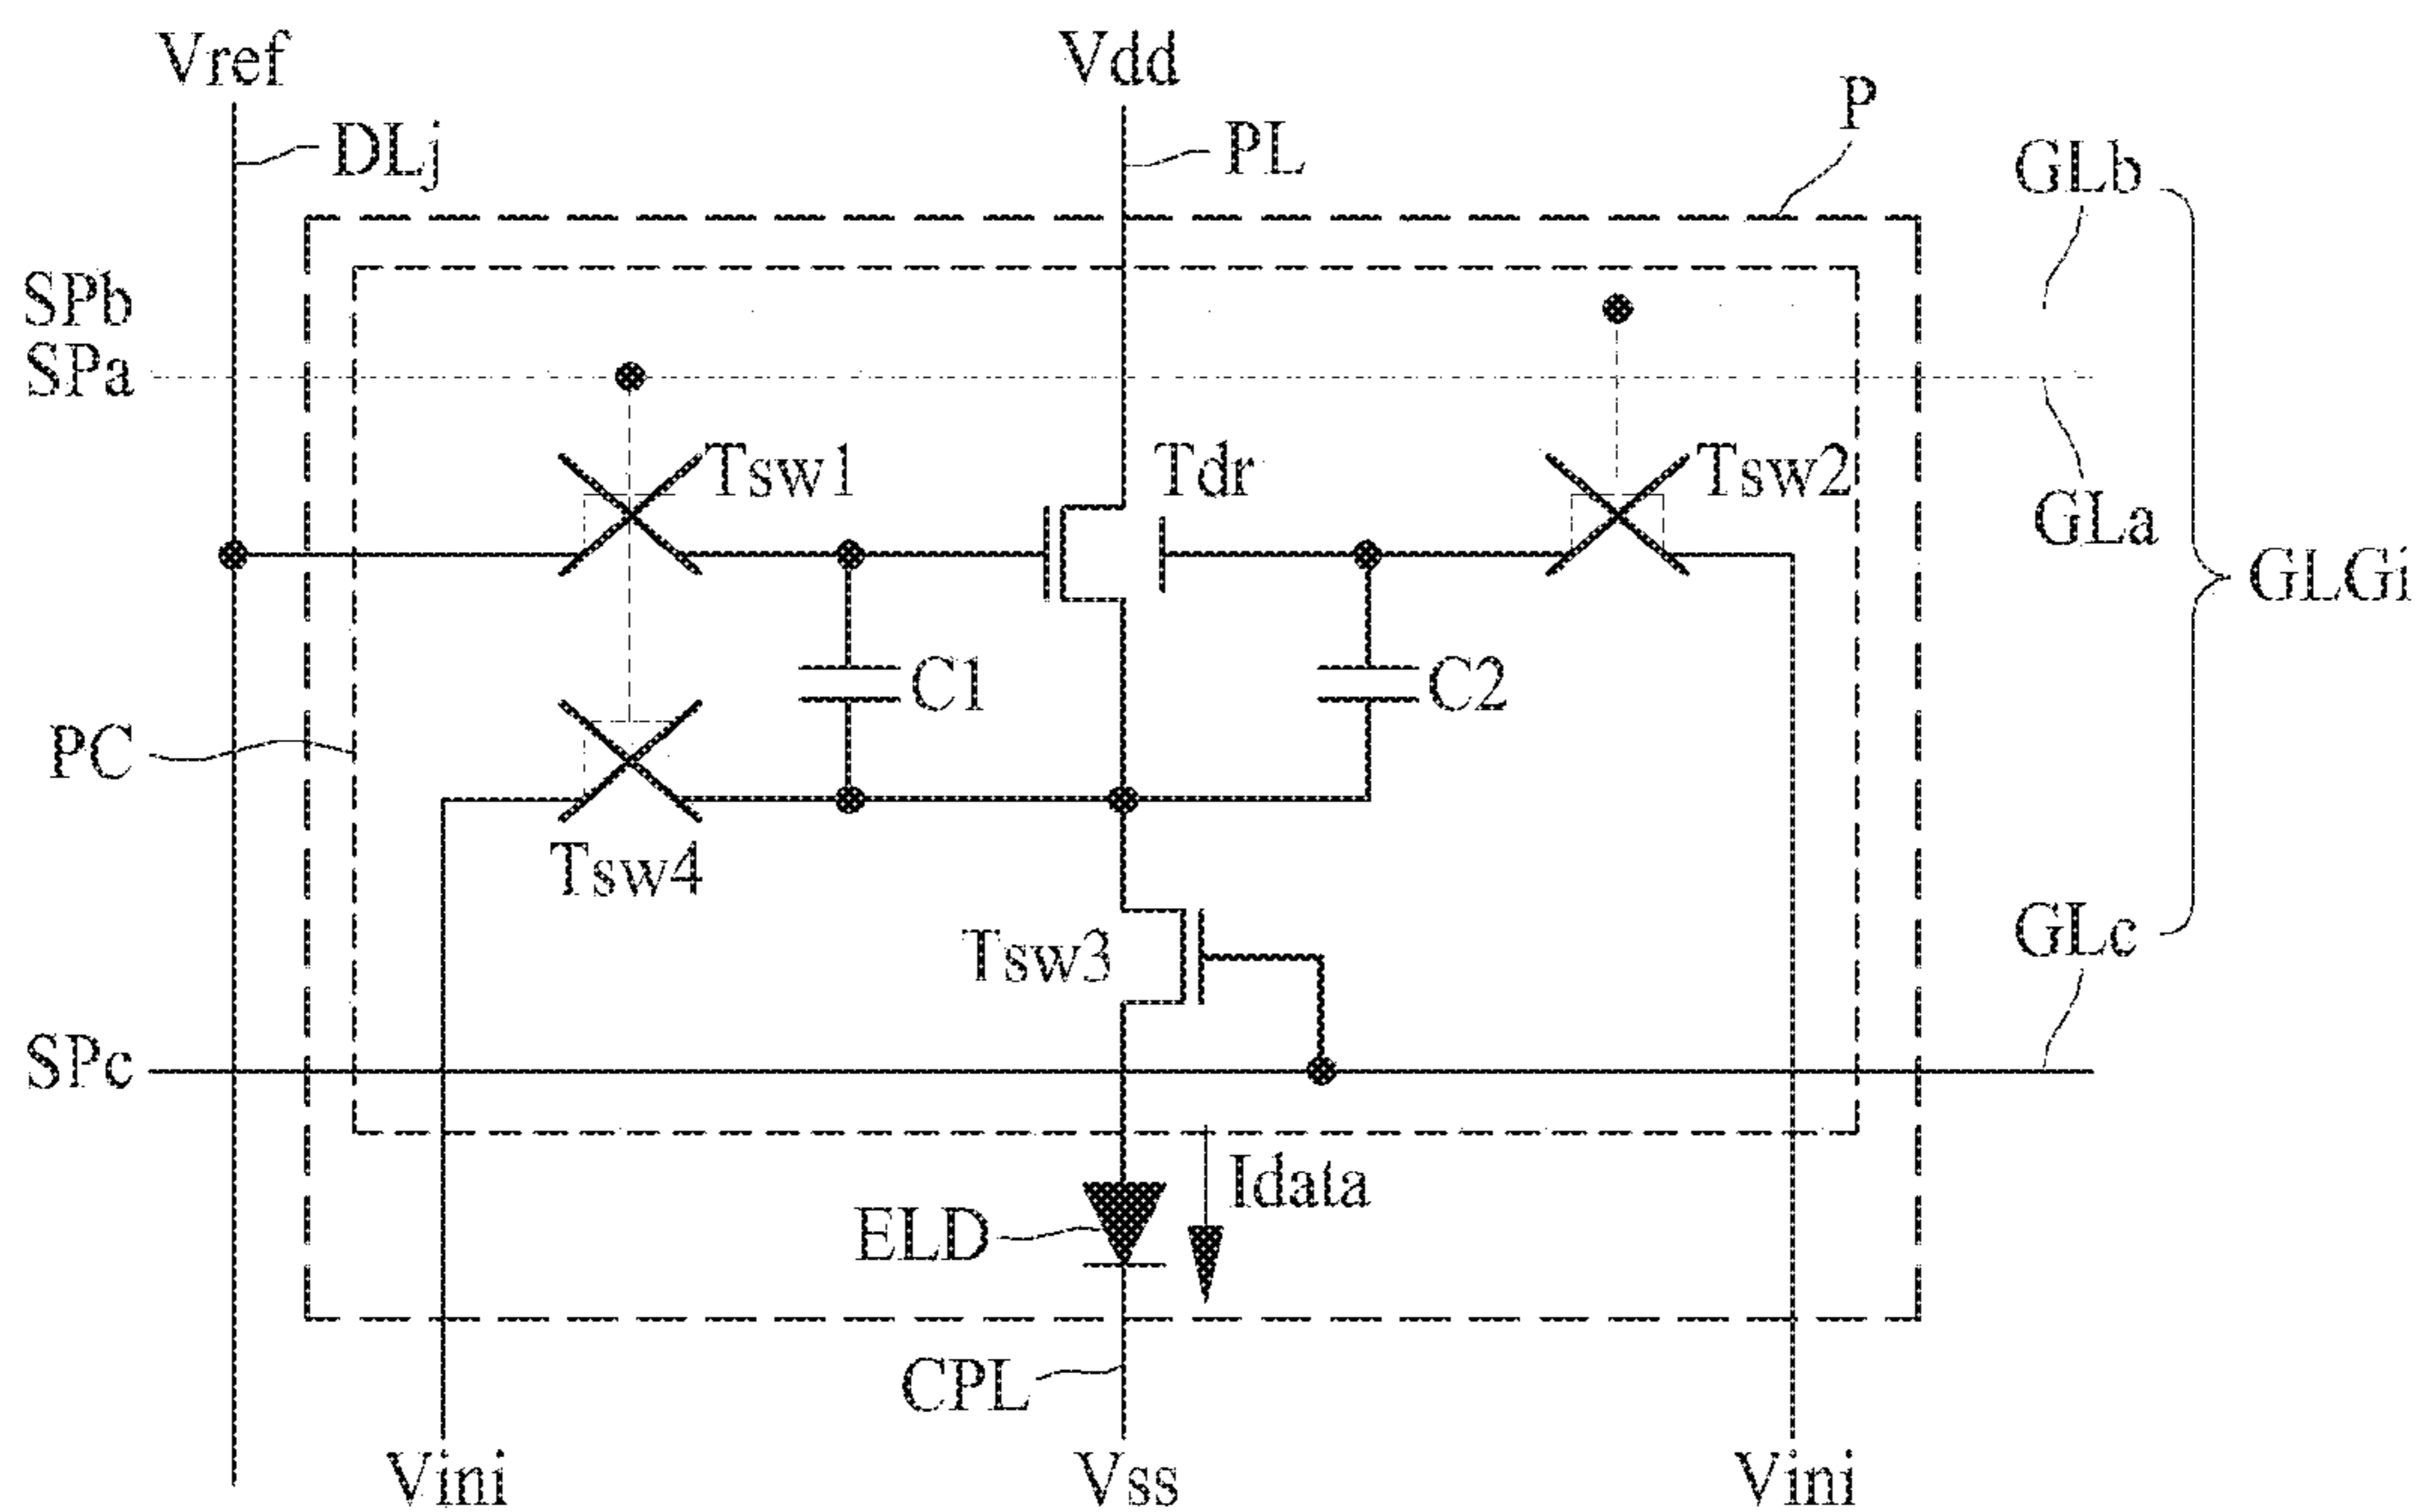 Vref
Vdd
P
DLj
PL
GLb
SPb
SPa
Tsw1
Tdr
Tsw2
GLa
GLGi
C1
C2
PC
Tsw4
GLc
Tsw3
SPc
Idata
ELD
CPL
Vini
Vss
Vini